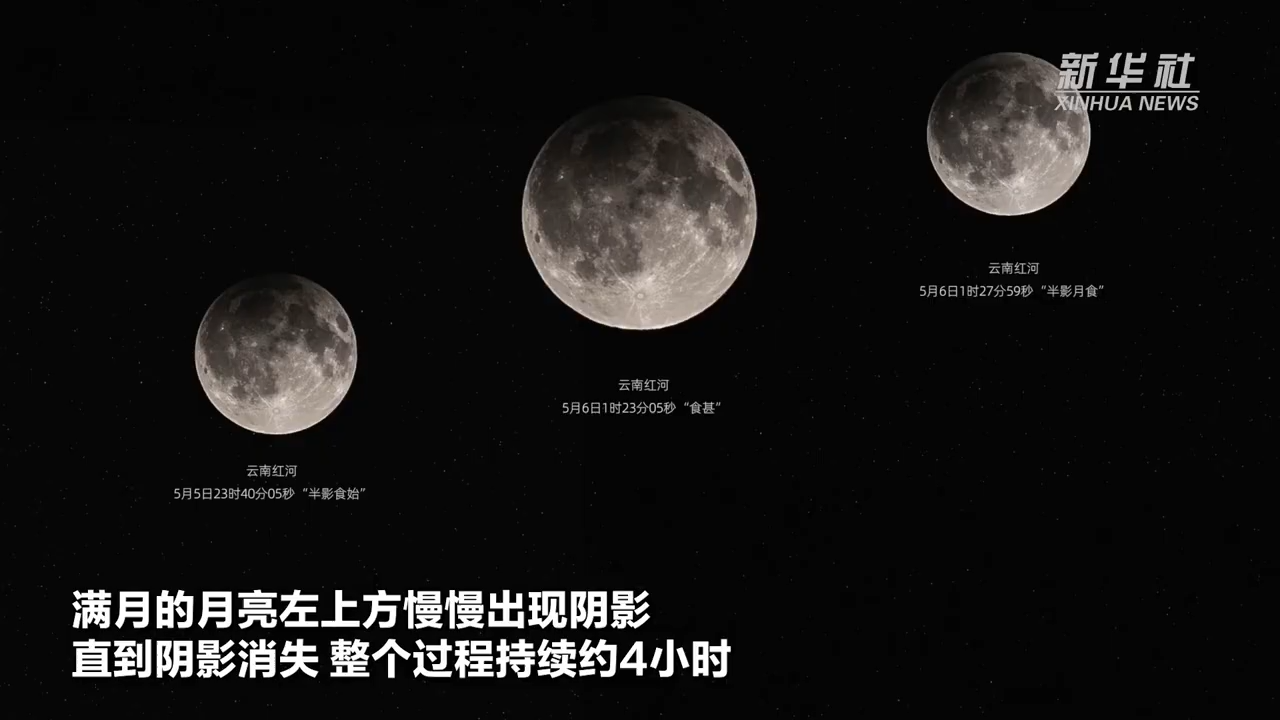 新华社
XINHUA NEWS
云南红河
5月6日1时27分59秒 “半影月食”
云南红河
5月6日1时23分05秒 “食甚”
云南红河
5月5日23时40分05秒 “半影食始”
满月的月亮左上方慢慢出现阴影
直到阴影消失 整个过程持续约4小时